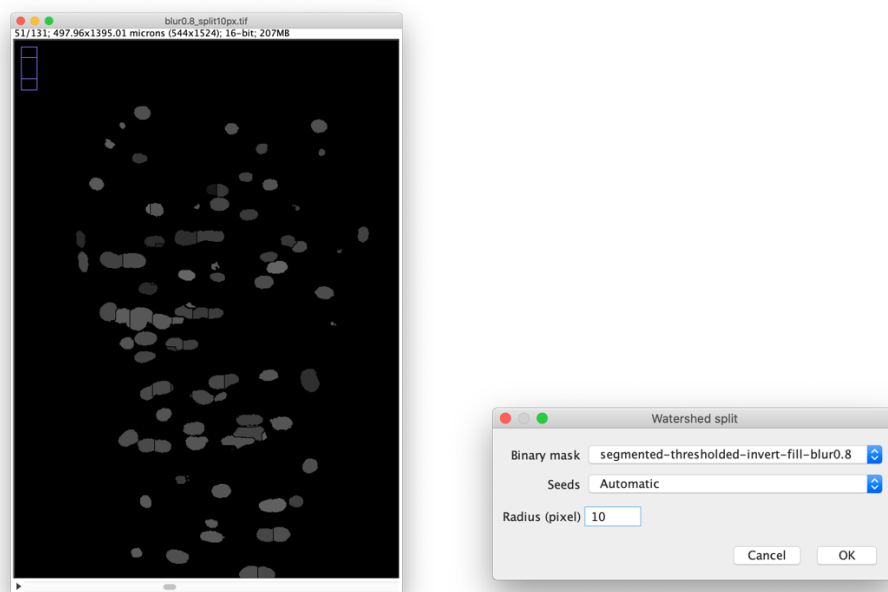 blur0.8_split10px.tif
51/131; 497.96x1395.01 microns (544x1524); 16-bit; 207MB
Watershed split
Binary mask segmented-thresholded-invert-fill-blur0.8
Seeds Automatic
Radius (pixel) 10
Cancel OK